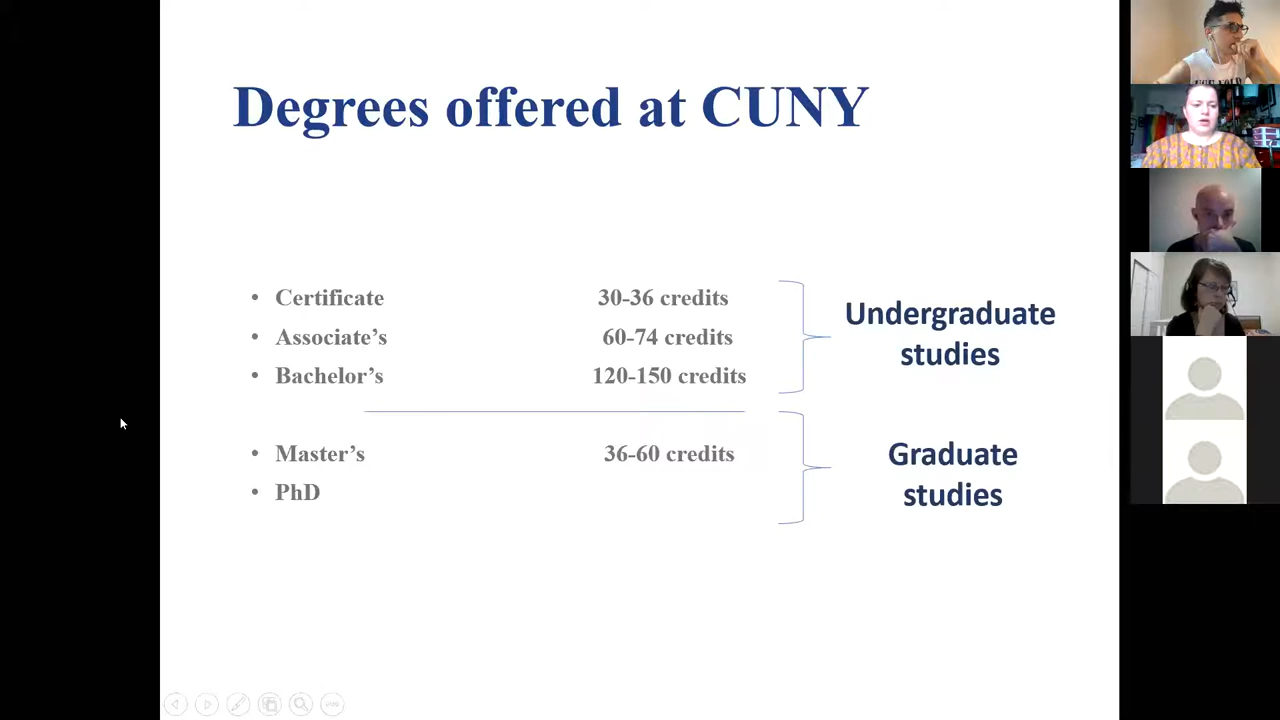 Degrees offered at CUNY
• Certificate 30-36 credits
• Associate’s 60-74 credits
• Bachelor’s 120-150 credits
Undergraduate
studies
• Master’s 36-60 credits
• PhD
Graduate
studies